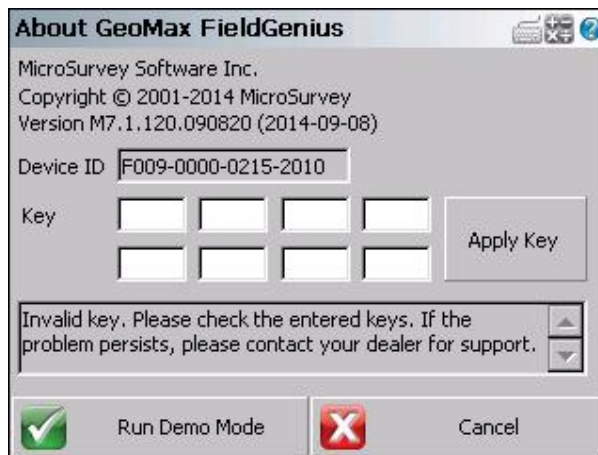 About GeoMax FieldGenius
MicroSurvey Software Inc.
Copyright © 2001-2014 MicroSurvey
Version M7.1.120.090820 (2014-09-08)
Device ID F009-0000-0215-2010
Key
Apply Key
Invalid key. Please check the entered keys. If the
problem persists, please contact your dealer for support.
Run Demo Mode Cancel